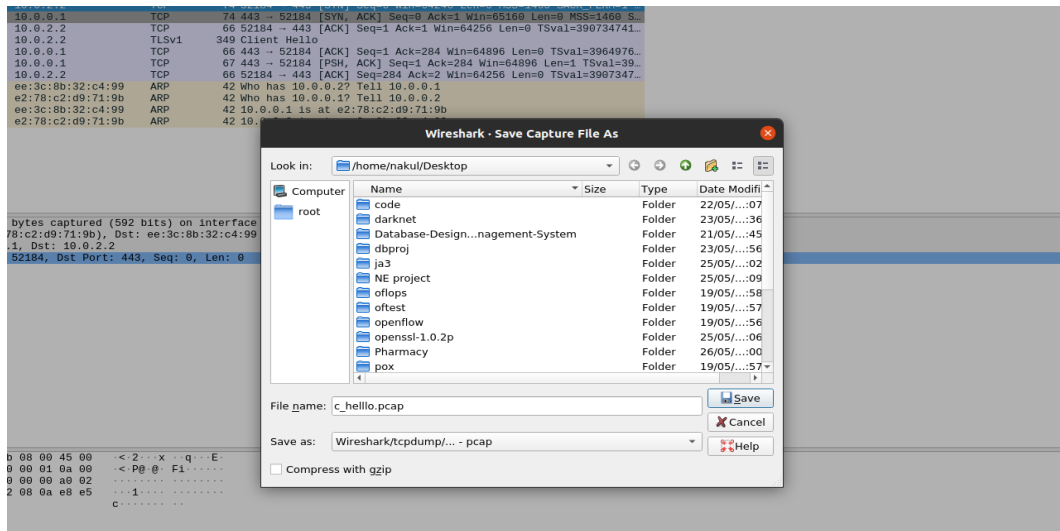 10.0.0.1 TCP 74 443 → 52184 [SYN, ACK] Seq=0 Ack=1 Win=65160 Len=0 MSS=1460 S...
10.0.2.2 TCP 66 52184 → 443 [ACK] Seq=1 Ack=1 Win=64256 Len=0 TSval=390734741...
10.0.2.2 TLSv1 349 Client Hello
10.0.0.1 TCP 66 443 → 52184 [ACK] Seq=1 Ack=284 Win=64896 Len=0 TSval=3964976...
10.0.0.1 TCP 67 443 → 52184 [PSH, ACK] Seq=1 Ack=284 Win=64896 Len=1 TSval=39...
10.0.2.2 TCP 66 52184 → 443 [ACK] Seq=284 Ack=2 Win=64256 Len=0 TSval=3907347...
ee:3c:8b:32:c4:99 ARP 42 Who has 10.0.0.2? Tell 10.0.0.1
e2:78:c2:d9:71:9b ARP 42 Who has 10.0.0.1? Tell 10.0.0.2
ee:3c:8b:32:c4:99 ARP 42 10.0.0.1 is at e2:78:c2:d9:71:9b
e2:78:c2:d9:71:9b ARP 42 10.
Wireshark · Save Capture File As
Look in: /home/nakul/Desktop
Computer
root
Name Size Type Date Modifi
code Folder 22/05/...:07
darknet Folder 23/05/...:36
Database-Design...nagement-System Folder 21/05/...:45
dbproj Folder 23/05/...:56
ja3 Folder 25/05/...:02
NE project Folder 25/05/...:09
oflops Folder 19/05/...:58
oftest Folder 19/05/...:57
openflow Folder 19/05/...:56
openssl-1.0.2p Folder 25/05/...:06
Pharmacy Folder 26/05/...:00
pox Folder 19/05/...:57
File name: c_helllo.pcap
Save
Cancel
Save as: Wireshark/tcpdump/... - pcap
Help
Compress with gzip
bytes captured (592 bits) on interface
78:c2:d9:71:9b), Dst: ee:3c:8b:32:c4:99
.1, Dst: 10.0.2.2
52184, Dst Port: 443, Seq: 0, Len: 0
08 00 45 00 ·<·2···x ··q···E·
00 01 0a 00 ·<·P@·@· Fi······
00 00 a0 02 ········ ········
08 0a e8 e5 ···1···· ········
c······· ··